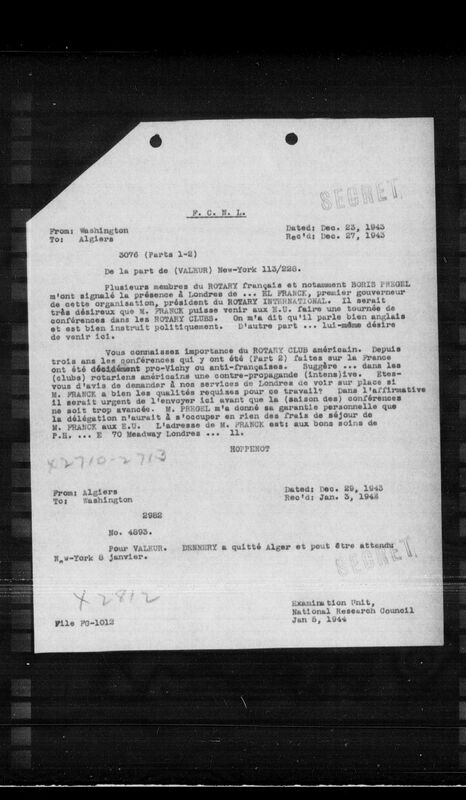 SECRET
F. C. N. L.
From: Washington Dated: Dec. 23, 1943
To: Algiers Rec'd: Dec. 27, 1943
3076 (Parts 1-2)
De la part de (VALEUR) New-York 113/228.
Plusieurs membres du ROTARY français et notamment BORIS PREGEL
m'ont signalé la présence à Londres de ... EL FRANCK, premier gouverneur
de cette organisation, président du ROTARY INTERNATIONAL. Il serait
très désireux que M. FRANCK puisse venir aux E.U. faire une tournée de
conférences dans les ROTARY CLUBS. On m'a dit qu'il parle bien anglais
et est bien instruit politiquement. D'autre part ... lui-même désire
de venir ici.
Vous connaissez importance du ROTARY CLUB américain. Depuis
trois ans les conférences qui y ont été (Part 2) faites sur la France
ont été décidément pro-Vichy ou anti-françaises. Suggère ... dans les
(clubs) rotariens américains une contre-propagande (intens)ive. Etes-
vous d'avis de demander à nos services de Londres de voir sur place si
M. FRANCK a bien les qualités requises pour ce travail? Dans l'affirmative
il serait urgent de l'envoyer ici avant que la (saison des) conférences
ne soit trop avancée. M. PREGEL m'a donné sa garantie personnelle que
la délégation n'aurait à s'occuper en rien des frais de séjour de
M. FRANCK aux E.U. L'adresse de M. FRANCK est: aux bons soins de
P.H. ... E 70 Meadway Londres ... 11.
HOPPENOT
X2710-2713
From: Algiers Dated: Dec. 29, 1943
To: Washington Rec'd: Jan. 3, 1944
2982
No. 4893.
Pour VALEUR. DENNERY a quitté Alger et peut être attendu
New-York 8 janvier.
SECRET
X2812
Examination Unit,
National Research Council
File FG-1012 Jan 5, 1944